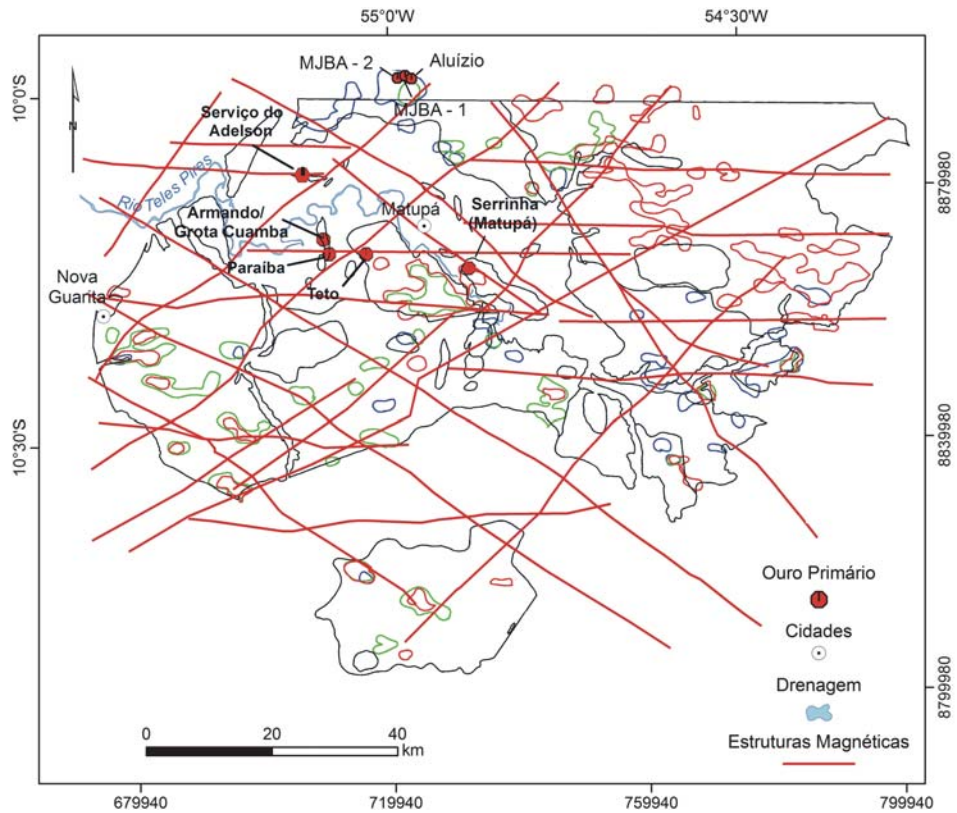 55°0'W
54°30'W
10°0'S
10°30'S
8879980
8839980
8799980
679940
719940
759940
799940
N
MJBA - 2
Aluízio
MJBA - 1
Serviço do
Adelson
Rio Teles Pires
Armando/
Grota Cuamba
Matupá
Serrinha
(Matupá)
Paraiba
Teto
Nova
Guarita
Ouro Primário
Cidades
Drenagem
Estruturas Magnéticas
0
20
40
km